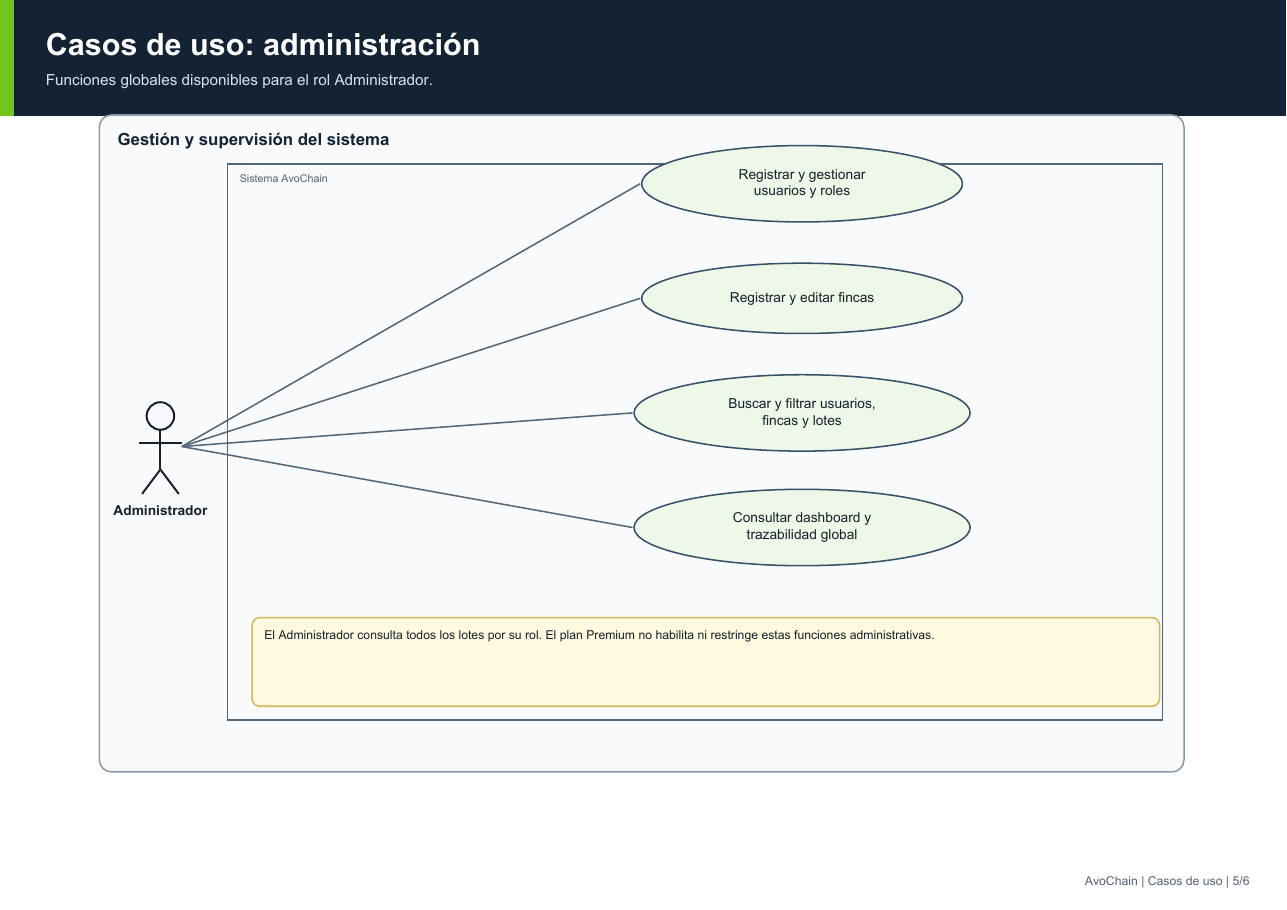 Casos de uso: administración
Funciones globales disponibles para el rol Administrador.
Gestión y supervisión del sistema
Sistema AvoChain
Registrar y gestionar
usuarios y roles
Registrar y editar fincas
Buscar y filtrar usuarios,
fincas y lotes
Administrador
Consultar dashboard y
trazabilidad global
El Administrador consulta todos los lotes por su rol. El plan Premium no habilita ni restringe estas funciones administrativas.
AvoChain | Casos de uso | 5/6